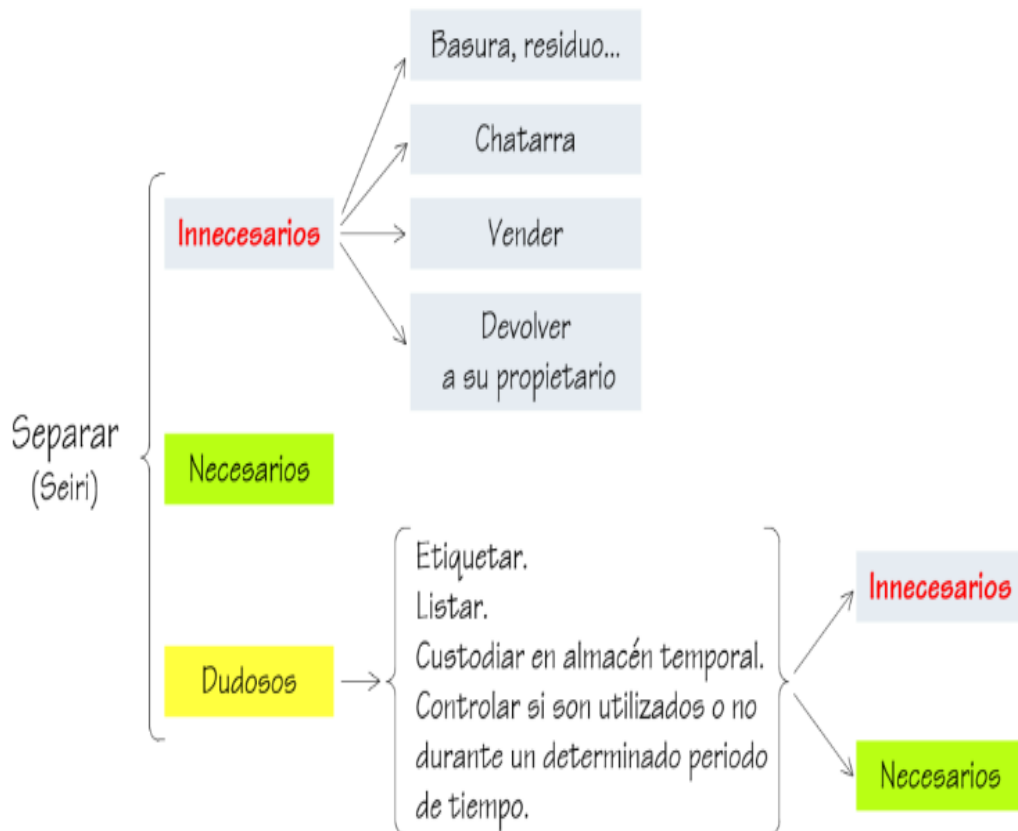 Separar
(Seiri)
Innecesarios
Basura, residuo...
Chatarra
Vender
Devolver
a su propietario
Necesarios
Dudosos
Etiquetar.
Listar.
Custodiar en almacén temporal.
Controlar si son utilizados o no
durante un determinado periodo
de tiempo.
Innecesarios
Necesarios